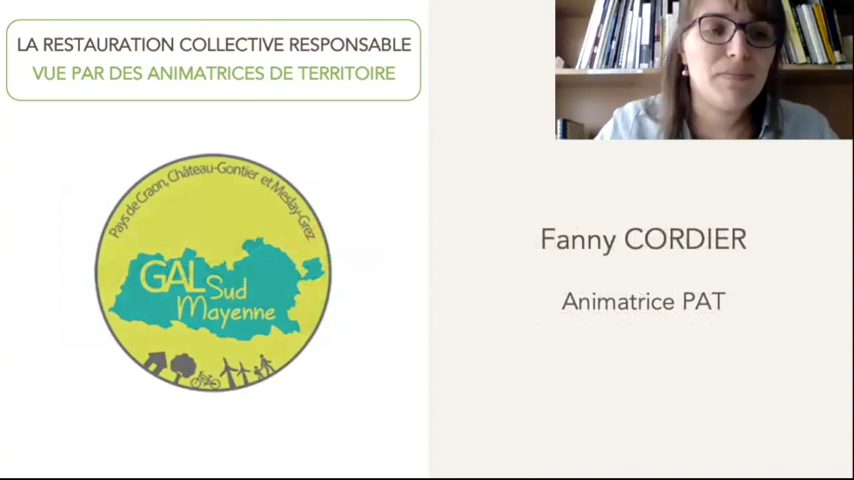 LA RESTAURATION COLLECTIVE RESPONSABLE
VUE PAR DES ANIMATRICES DE TERRITOIRE
Pays de Craon, Château-Gontier et Meslay-Grez
GAL Sud
Mayenne
Fanny CORDIER
Animatrice PAT